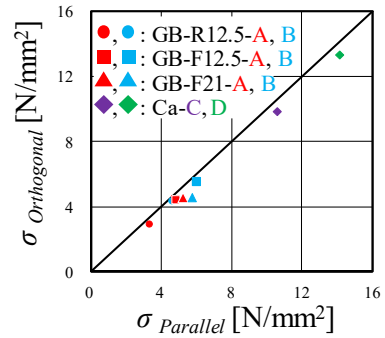 16
12
8
4
0
0 4 8 12 16
σ Orthogonal [N/mm²]
σ Parallel [N/mm²]
, : GB-R12.5-A, B
, : GB-F12.5-A, B
, : GB-F21-A, B
, : Ca-C, D